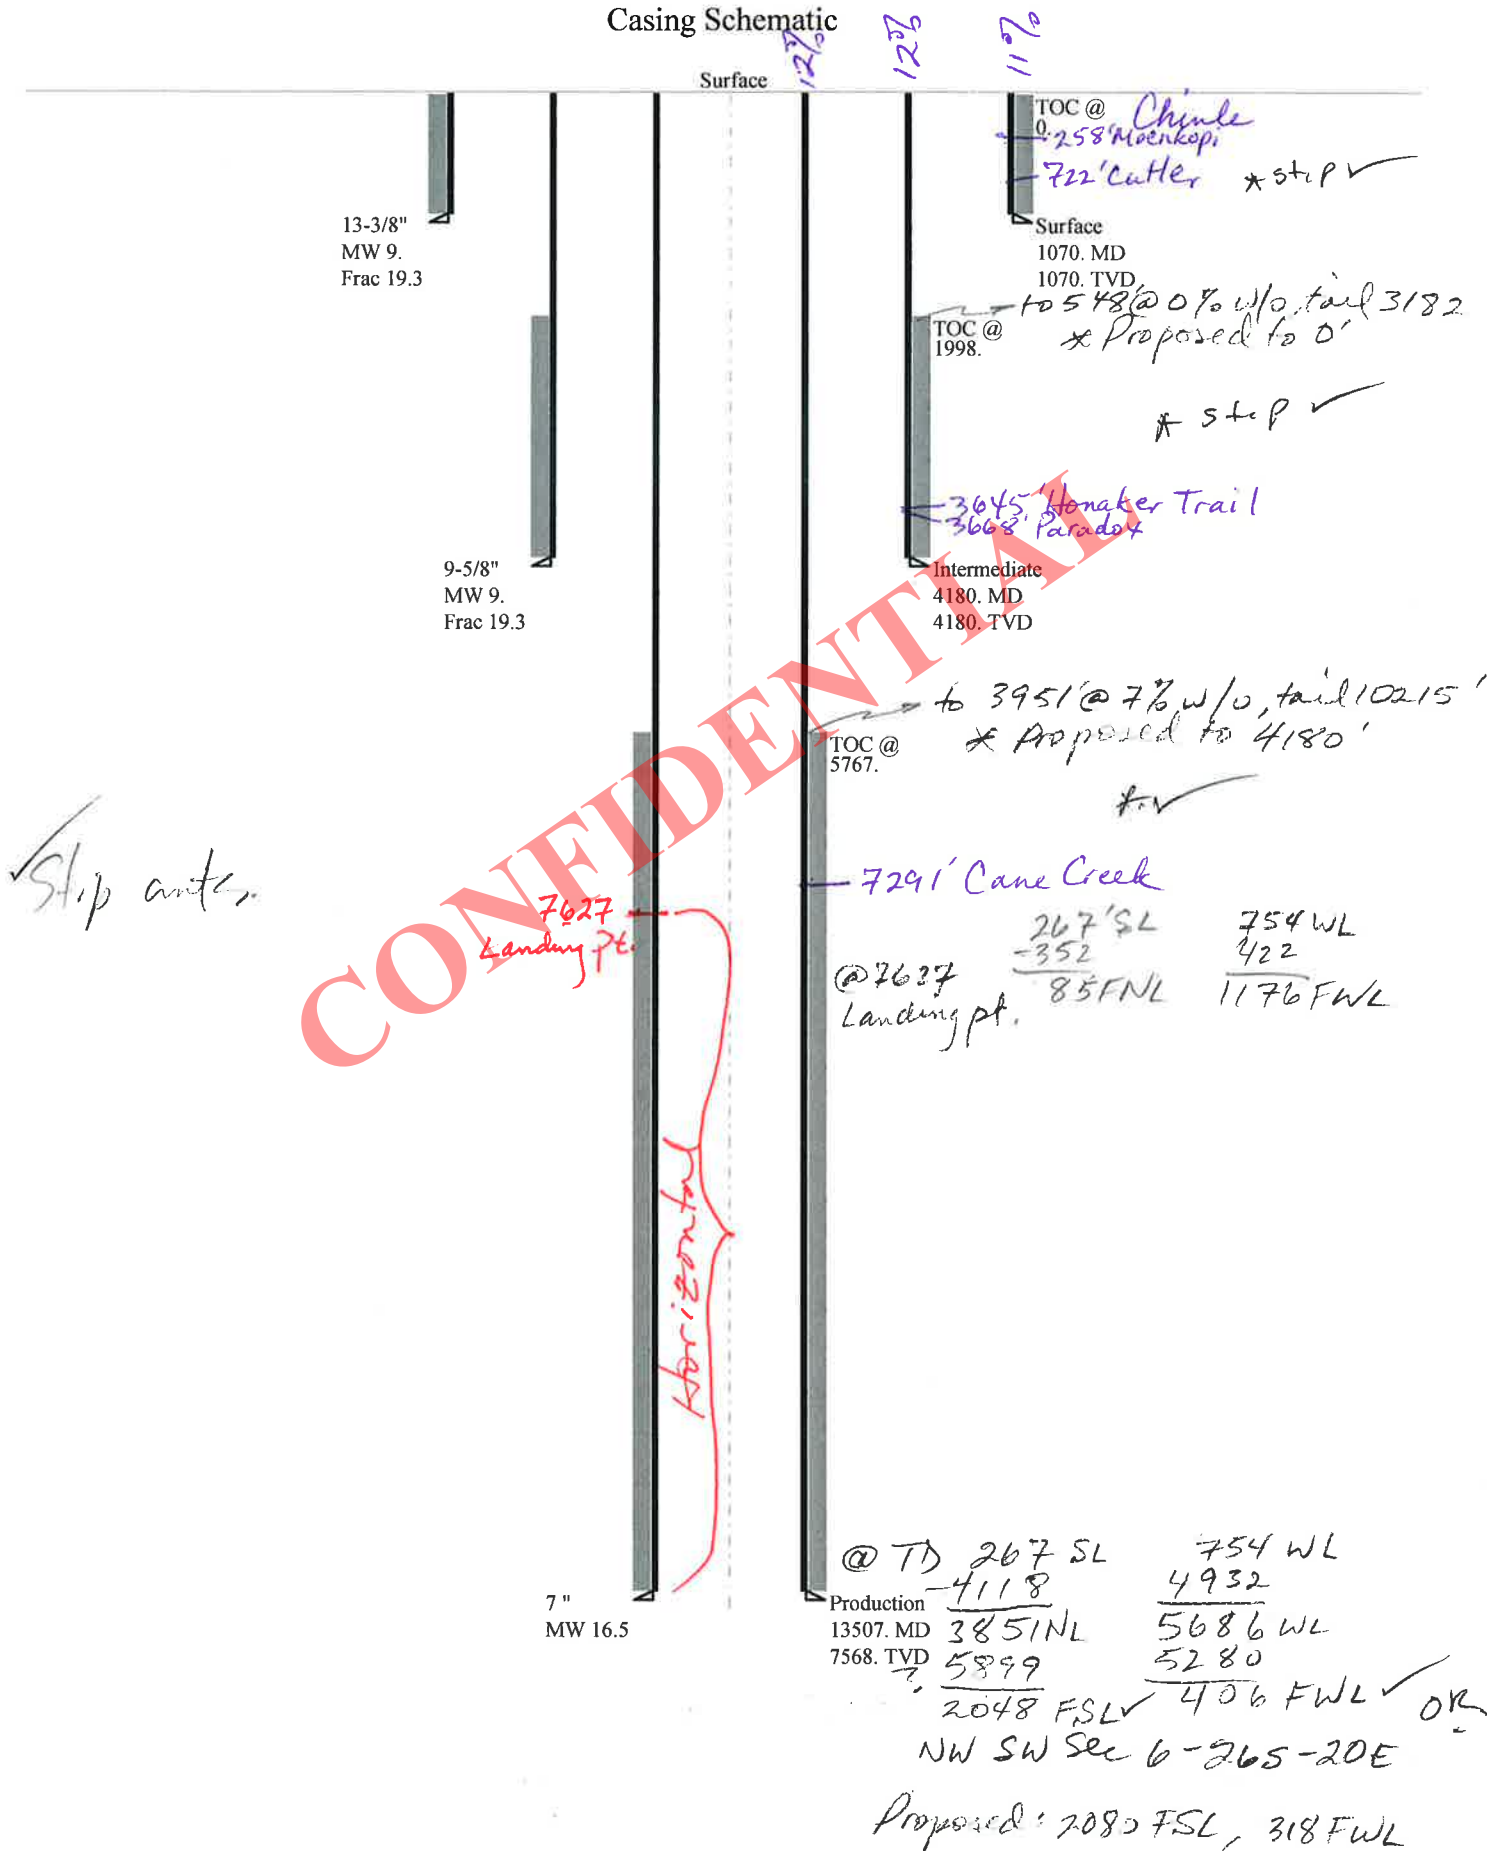 Casing Schematic
12%
12%
11%
Surface
TOC @
0.
Chinle
258' Moenkopi
722' Cutler
* stip ✓
13-3/8"
MW 9.
Frac 19.3
Surface
1070. MD
1070. TVD
to 548' @ 0% w/o, tail 3182
* Proposed to 0'
TOC @
1998.
* stip ✓
3645' Honaker Trail
3668' Paradox
9-5/8"
MW 9.
Frac 19.3
Intermediate
4180. MD
4180. TVD
CONFIDENTIAL
to 3951' @ 7% w/o, tail 10215'
* Proposed to 4180'
TOC @
5767.
* ✓
✓ Stip
7291' Cane Creek
7627
Landing pt.
267' SL 754 WL
-352 422
85 FNL 1176 FWL
@7637
Landing pt.
Horizontal
7 "
MW 16.5
Production
13507. MD
7568. TVD
@ TD 267 SL 754 WL
-4118 4932
3851 NL 5686 WL
? 5899 5280
2048 FSL ✓ 406 FWL ✓ OK
NW SW Sec 6-26S-20E
Proposed: 2080 FSL, 318 FWL